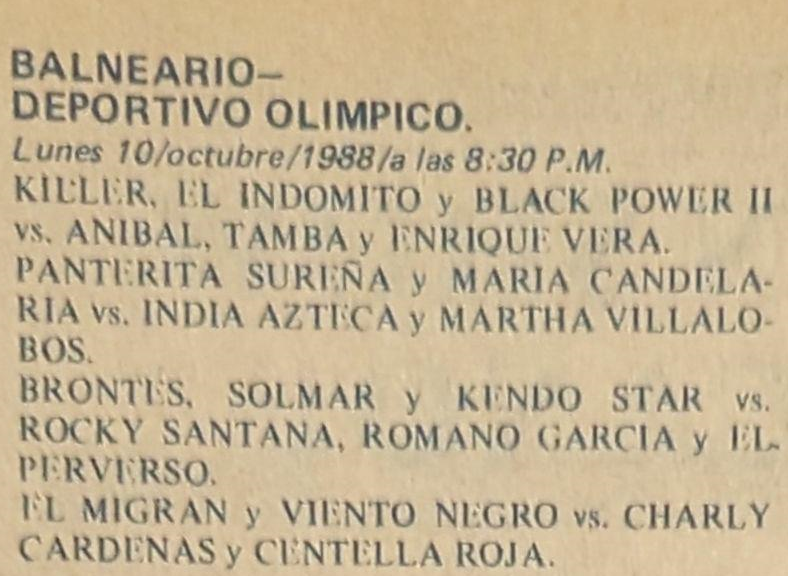 BALNEARIO—
DEPORTIVO OLIMPICO.
Lunes 10/octubre/1988/a las 8:30 P.M.
KILLER, EL INDOMITO y BLACK POWER II
vs. ANIBAL, TAMBA y ENRIQUE VERA.
PANTERITA SUREÑA y MARIA CANDELA-
RIA vs. INDIA AZTECA y MARTHA VILLALO-
BOS.
BRONTES, SOLMAR y KENDO STAR vs.
ROCKY SANTANA, ROMANO GARCIA y EL
PERVERSO.
EL MIGRAN y VIENTO NEGRO vs. CHARLY
CARDENAS y CENTELLA ROJA.